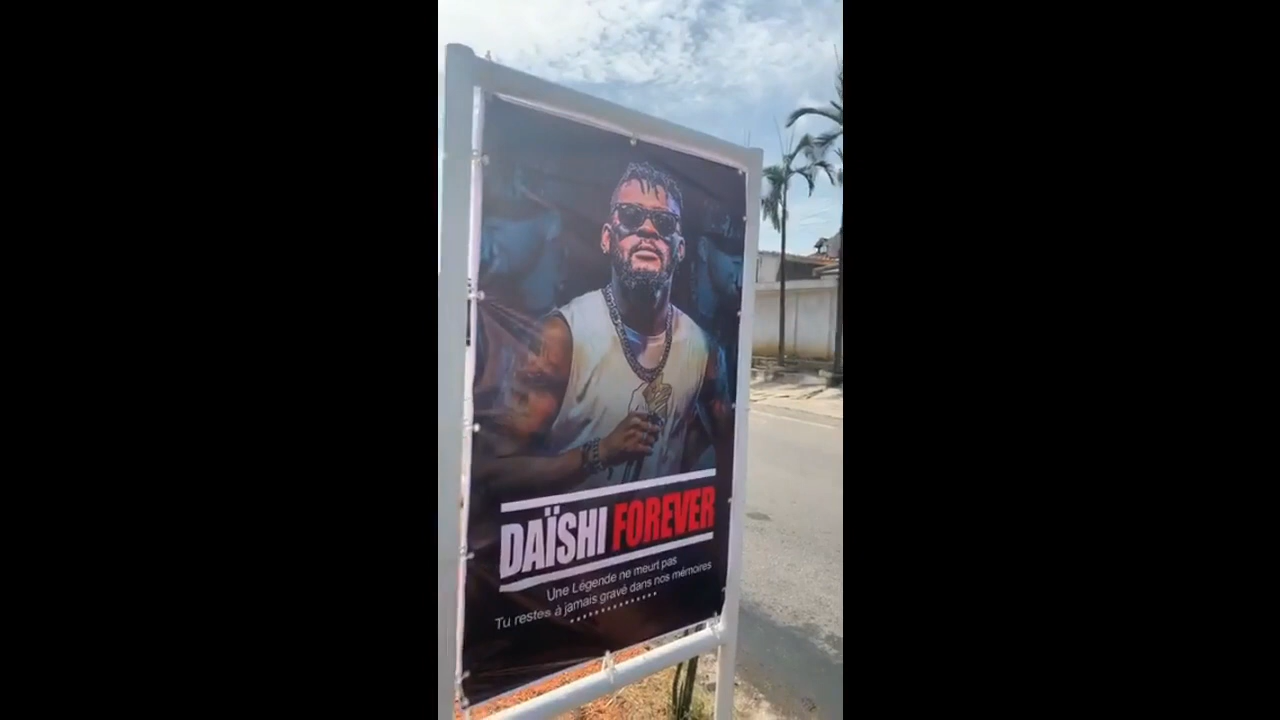 DAÏSHI FOREVER
Une Légende ne meurt pas
Tu restes à jamais gravé dans nos mémoires